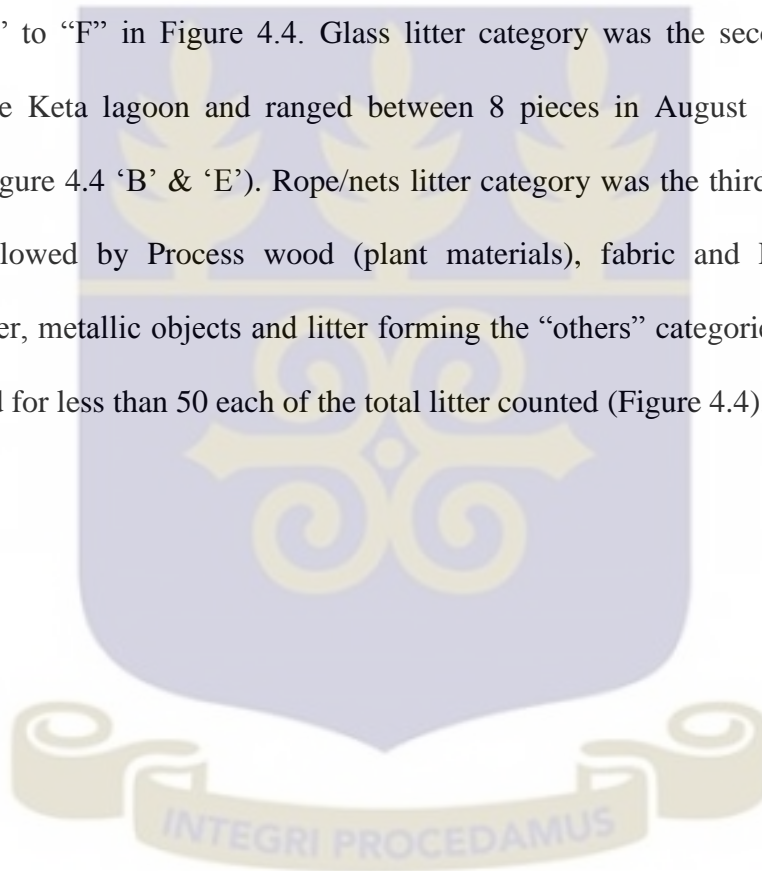 ’ to “F” in Figure 4.4. Glass litter category was the seco
e Keta lagoon and ranged between 8 pieces in August
gure 4.4 ‘B’ & ‘E’). Rope/nets litter category was the third
lowed by Process wood (plant materials), fabric and
er, metallic objects and litter forming the “others” categorie
d for less than 50 each of the total litter counted (Figure 4.4)
INTEGRI PROCEDAMUS